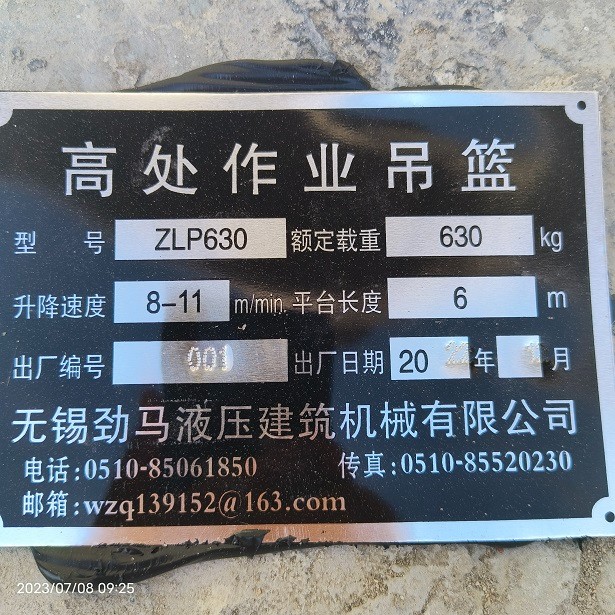 高处作业吊篮
型 号 ZLP630 额定载重 630 kg
升降速度 8-11 m/min. 平台长度 6 m
出厂编号 001 出厂日期 20 年 月
无锡劲马液压建筑机械有限公司
电话:0510-85061850 传真:0510-85520230
邮箱:wzq139152@163.com
2023/07/08 09:25